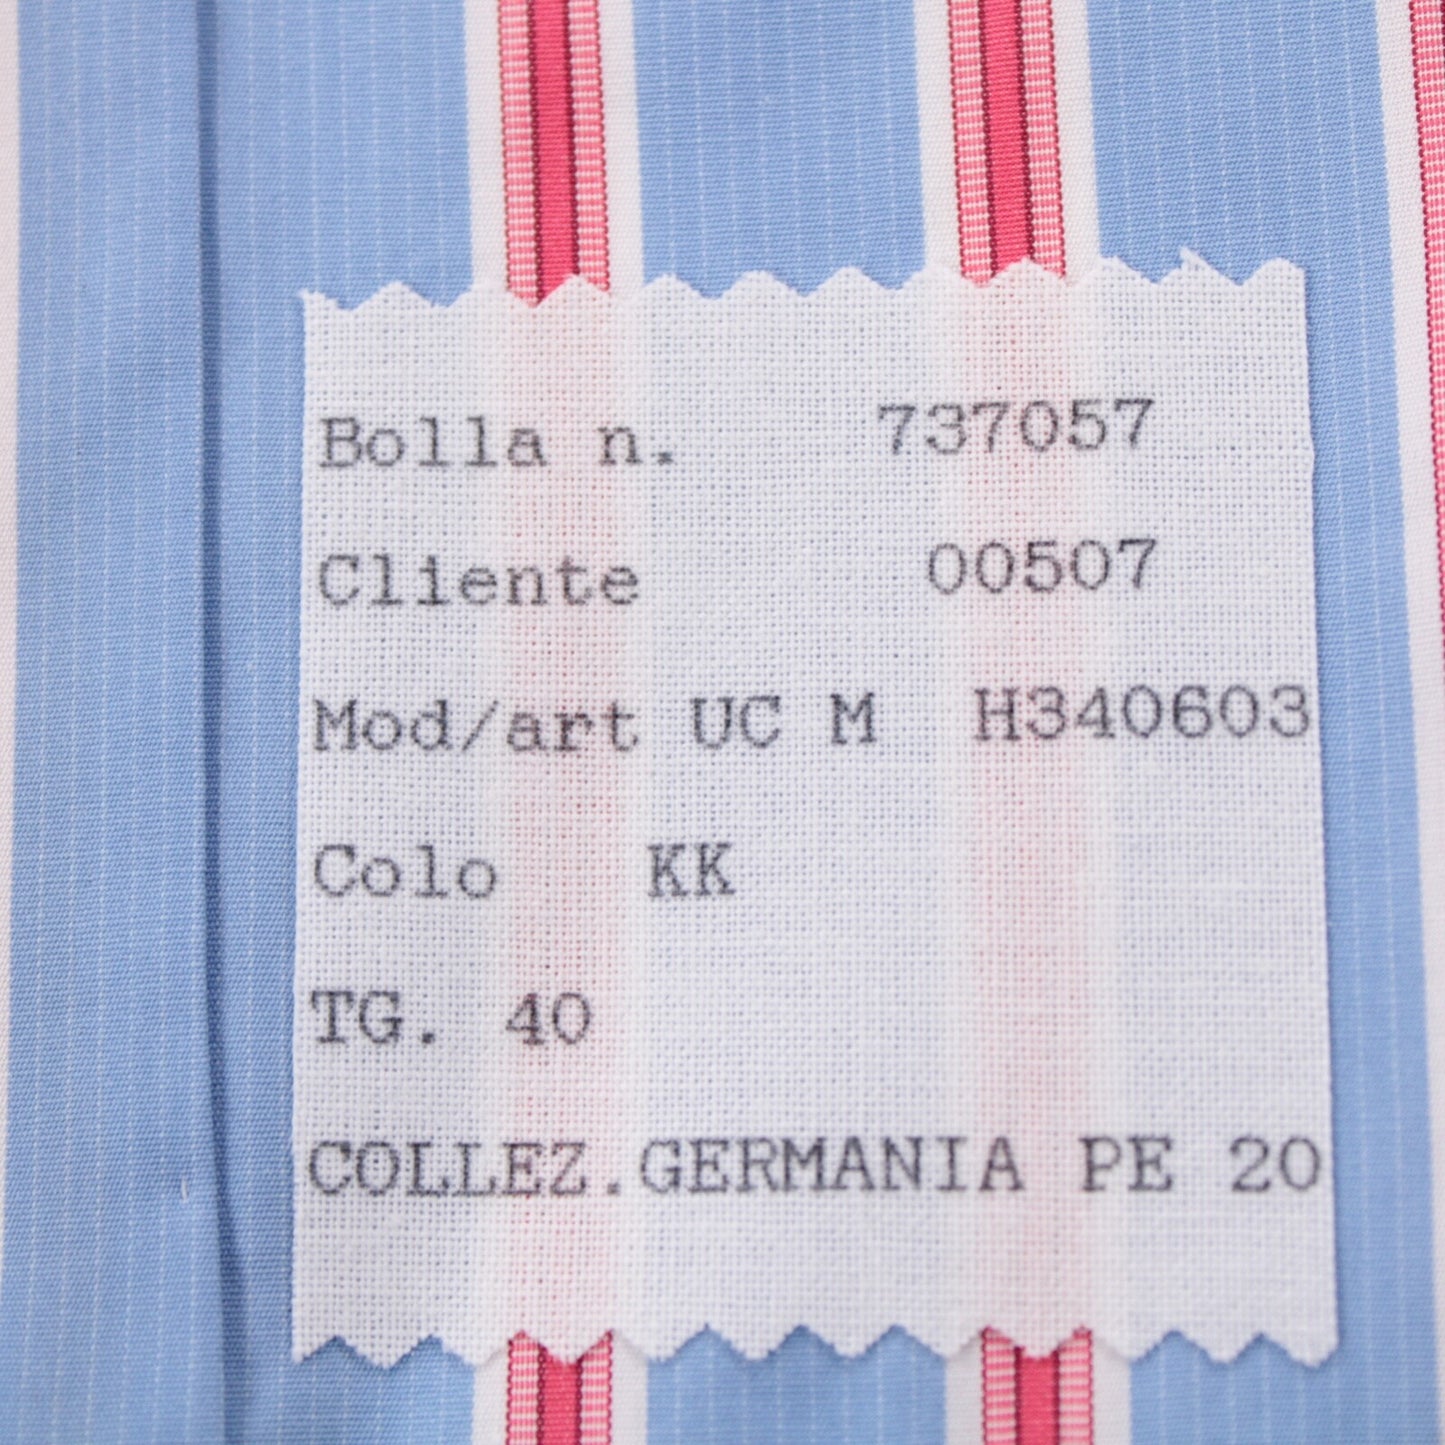 Bolla n. 737057
Cliente 00507
Mod/art UC M H340603
Colo KK
TG. 40
COLLEZ.GERMANIA PE 20